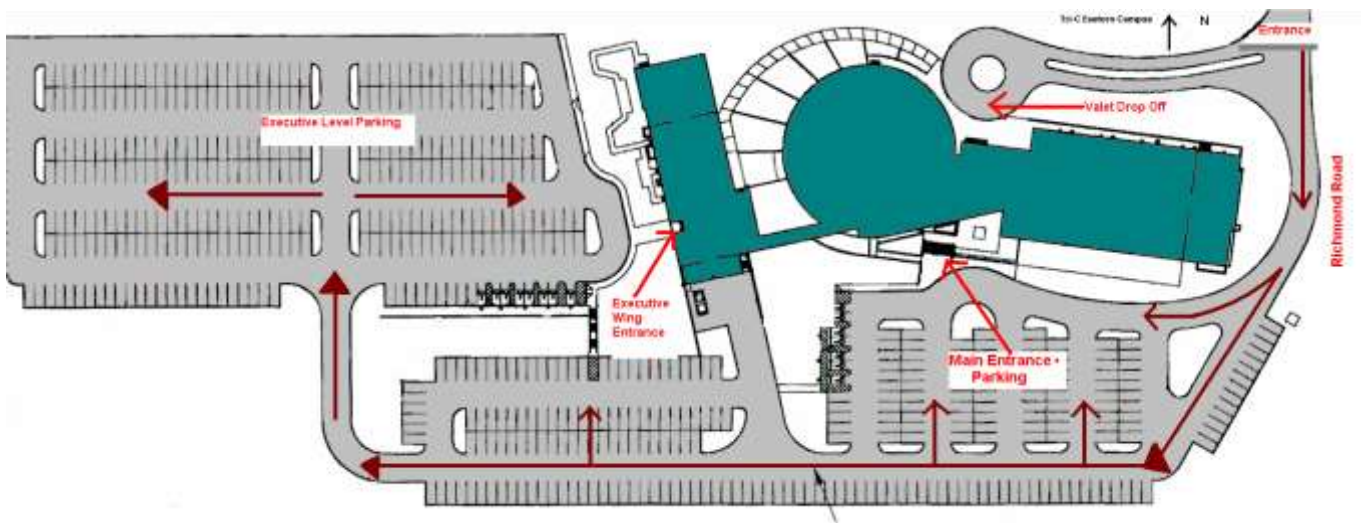 Tri-C Eastern Campus
N
Entrance
Valet Drop Off
Executive Level Parking
Richmond Road
Executive
Wing
Entrance
Main Entrance •
Parking